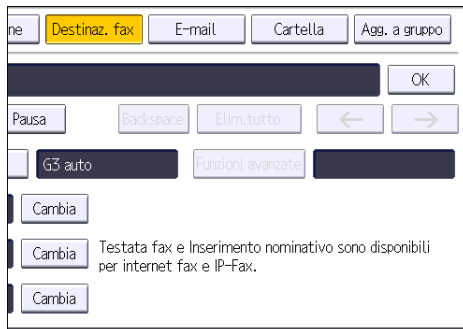 ne Destinaz. fax E-mail Cartella Agg. a gruppo
OK
Pausa Backspace Elim.tutto ← →
G3 auto Funzioni avanzate
Cambia
Cambia Testata fax e Inserimento nominativo sono disponibili
per internet fax e IP-Fax.
Cambia